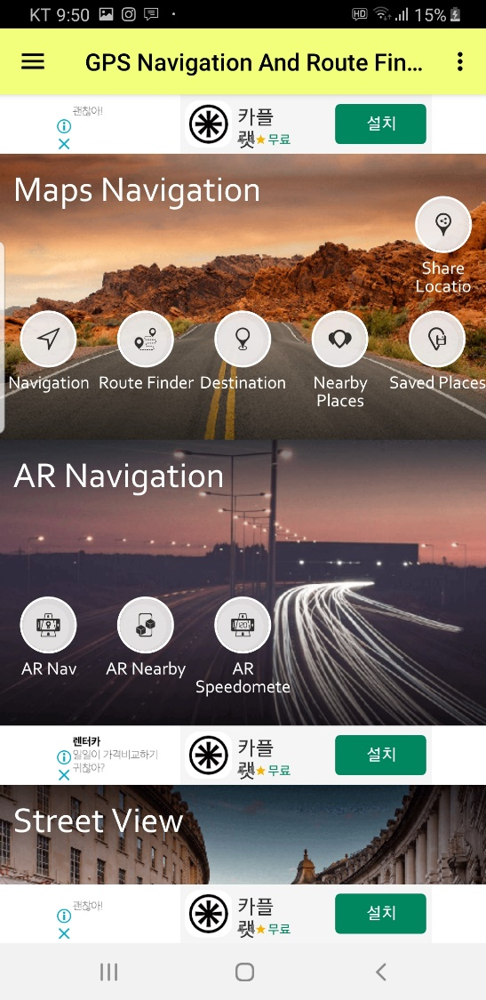 KT 9:50
HD 15%
GPS Navigation And Route Fin...
괜찮아!
카플
랫
무료
설치
Maps Navigation
Share
Locatio
Navigation
Route Finder
Destination
Nearby
Places
Saved Places
AR Navigation
AR Nav
AR Nearby
AR
Speedomete
렌터카
일일이 가격비교하기
귀찮아?
카플
랫
무료
설치
Street View
괜찮아!
카플
랫
무료
설치